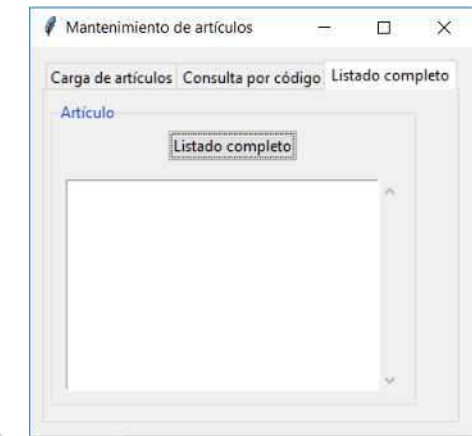 Mantenimiento de artículos
Carga de artículos Consulta por código Listado completo
Artículo
Listado completo